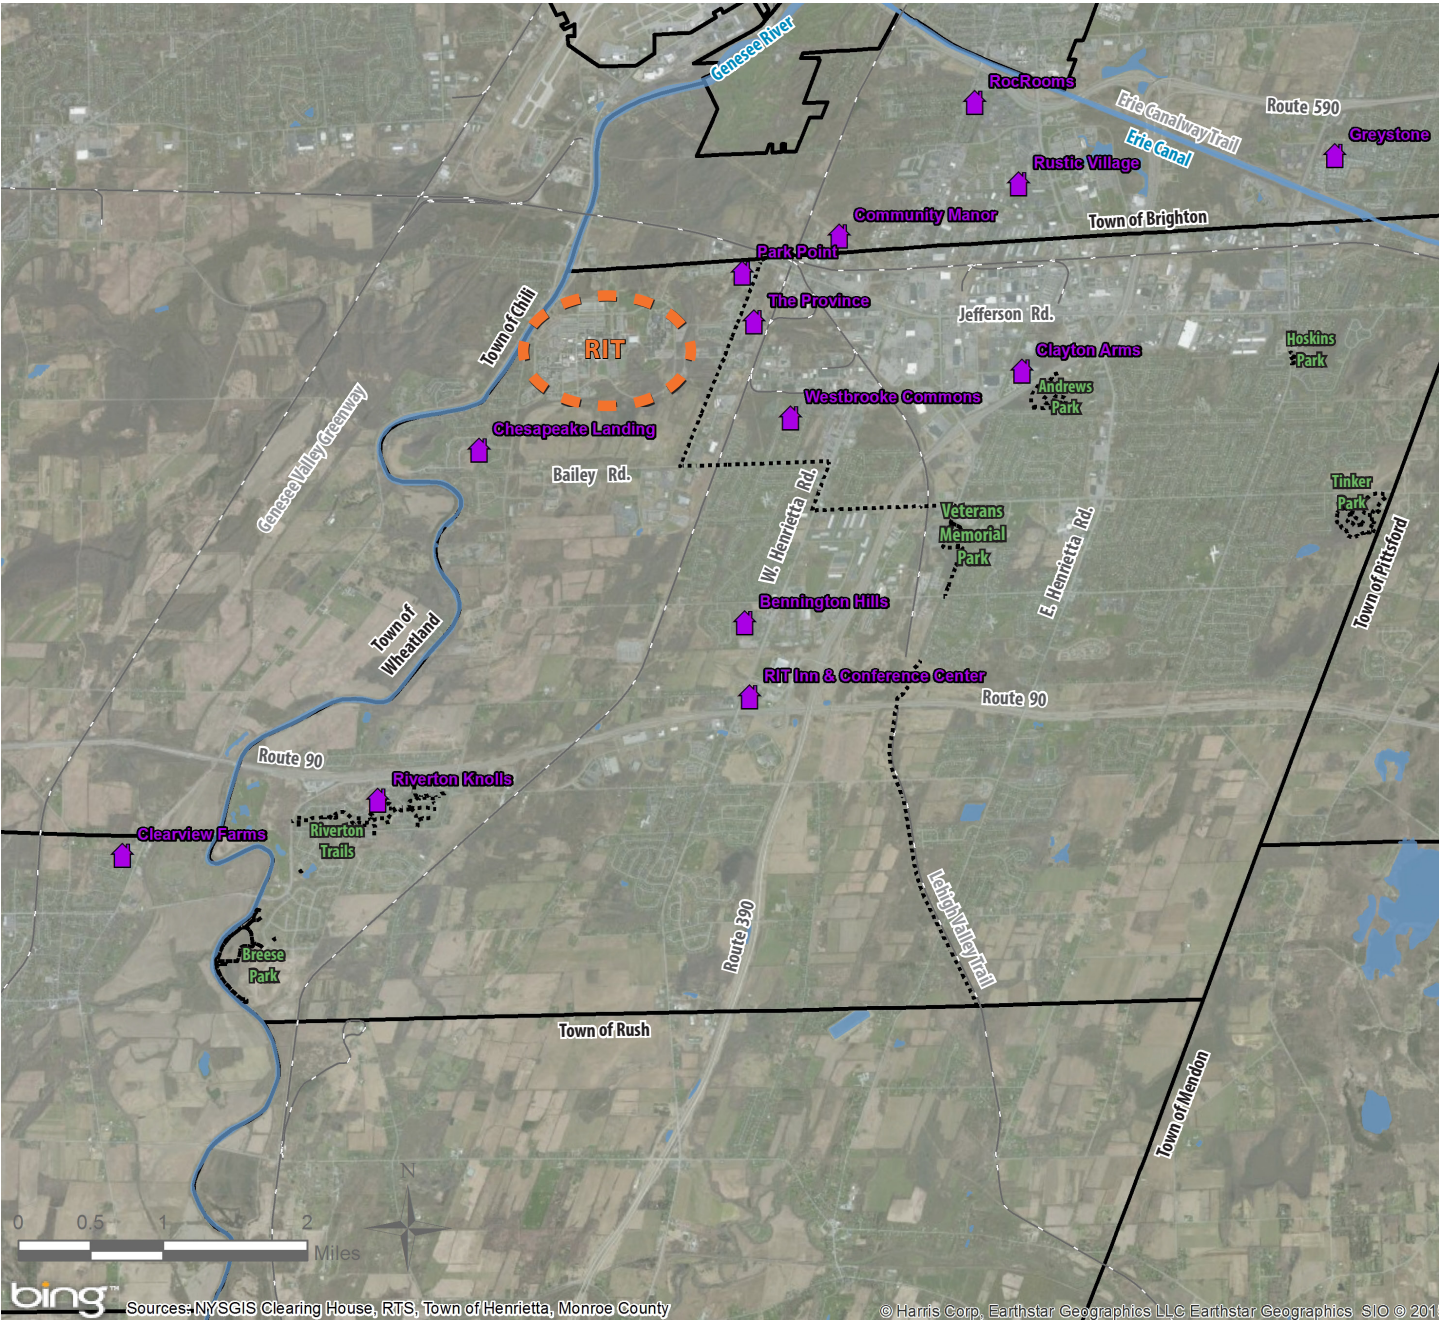 Genesee River
RocRooms
Erie Canalway Trail
Route 590
Erie Canal
Greystone
Rustic Village
Community Manor
Town of Brighton
Park Point
The Province
Town of Chili
Jefferson Rd.
RIT
Clayton Arms
Hoskins
Park
Andrews
Park
Westbrooke Commons
Genesee Valley Greenway
Chesapeake Landing
Bailey Rd.
W. Henrietta Rd.
Veterans
Memorial
Park
E. Henrietta Rd.
Tinker
Park
Town of Pittsford
Bennington Hills
Town of
Wheatland
RIT Inn & Conference Center
Route 90
Route 90
Riverton Knolls
Clearview Farms
Riverton
Trails
Breese
Park
Route 390
Lehigh Valley Trail
Town of Rush
Town of Mendon
N
0 0.5 1 2
Miles
bing™
Sources: NYSGIS Clearing House, RTS, Town of Henrietta, Monroe County
© Harris Corp, Earthstar Geographics LLC Earthstar Geographics SIO © 201